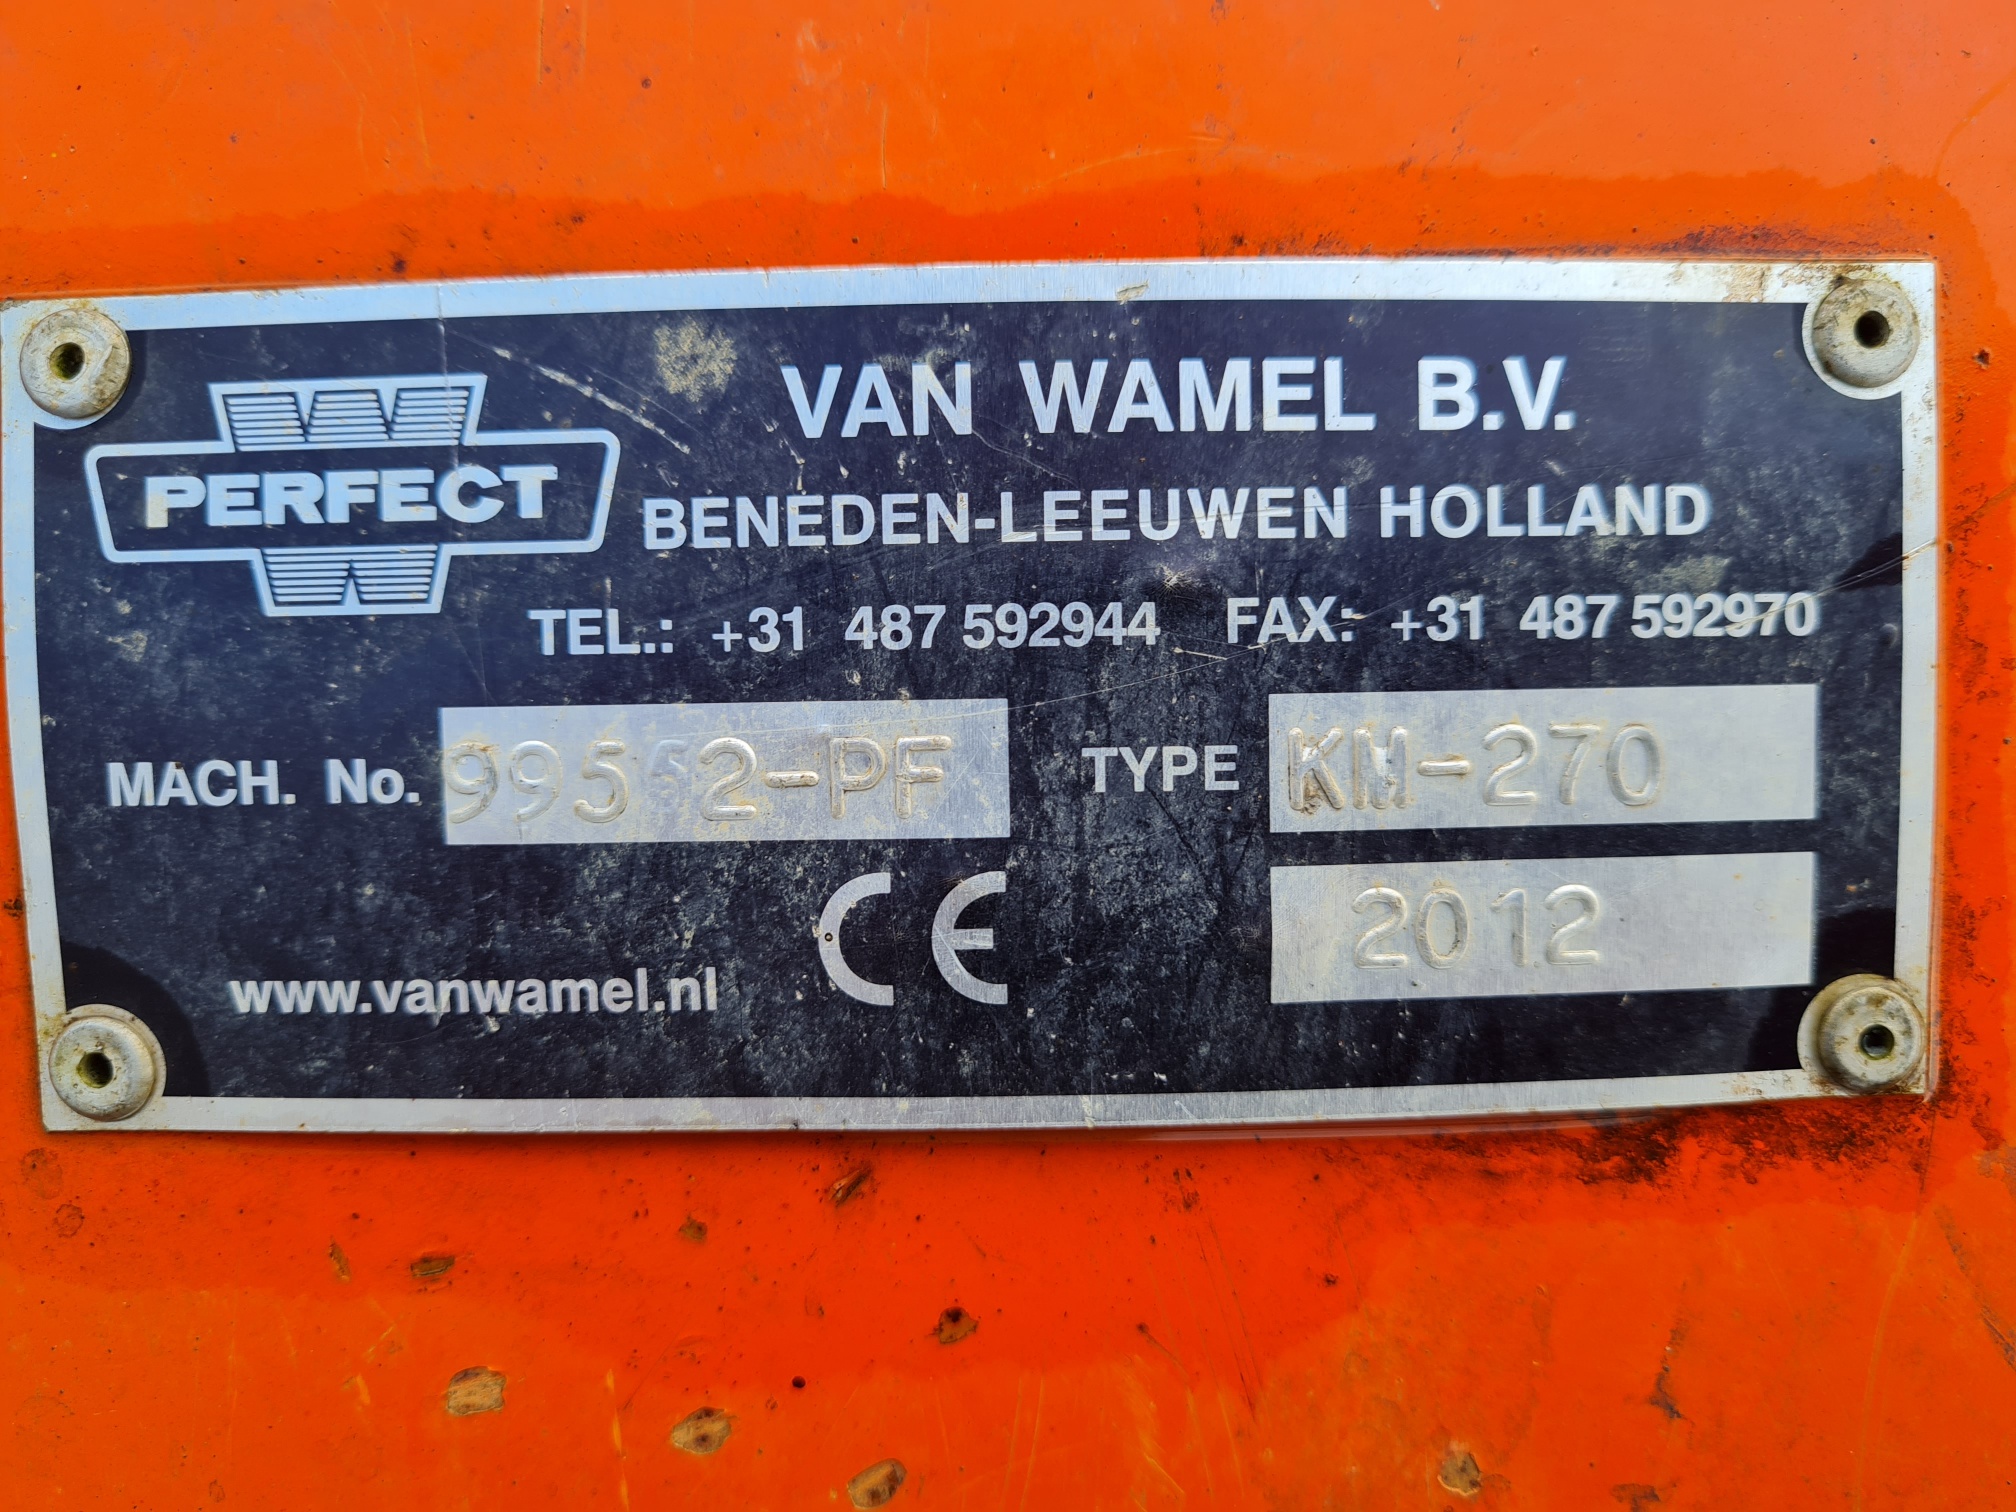 PERFECT
VAN WAMEL B.V.
BENEDEN-LEEUWEN HOLLAND
TEL.: +31 487 592944 FAX: +31 487 592970
MACH. No. 99552-PF TYPE KM-270
www.vanwamel.nl CE 2012